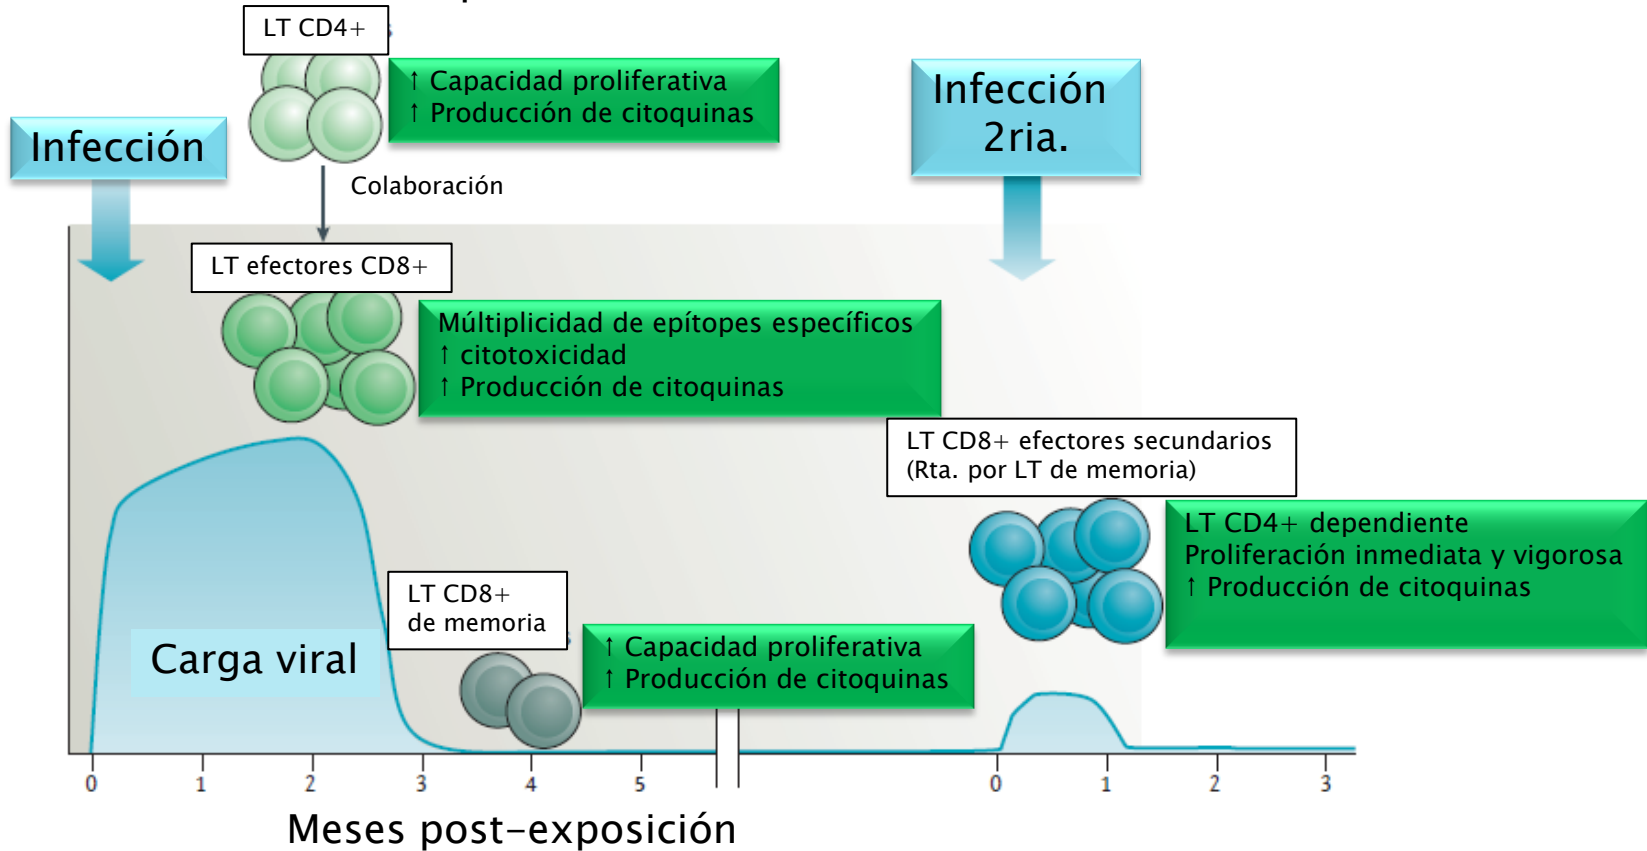 LT CD4+
↑ Capacidad proliferativa
↑ Producción de citoquinas
Infección
Infección
2ria.
Colaboración
LT efectores CD8+
Múltiplicidad de epítopes específicos
↑ citotoxicidad
↑ Producción de citoquinas
LT CD8+ efectores secundarios
(Rta. por LT de memoria)
LT CD4+ dependiente
Proliferación inmediata y vigorosa
↑ Producción de citoquinas
LT CD8+
de memoria
↑ Capacidad proliferativa
↑ Producción de citoquinas
Carga viral
0 1 2 3 4 5 0 1 2 3
Meses post-exposición